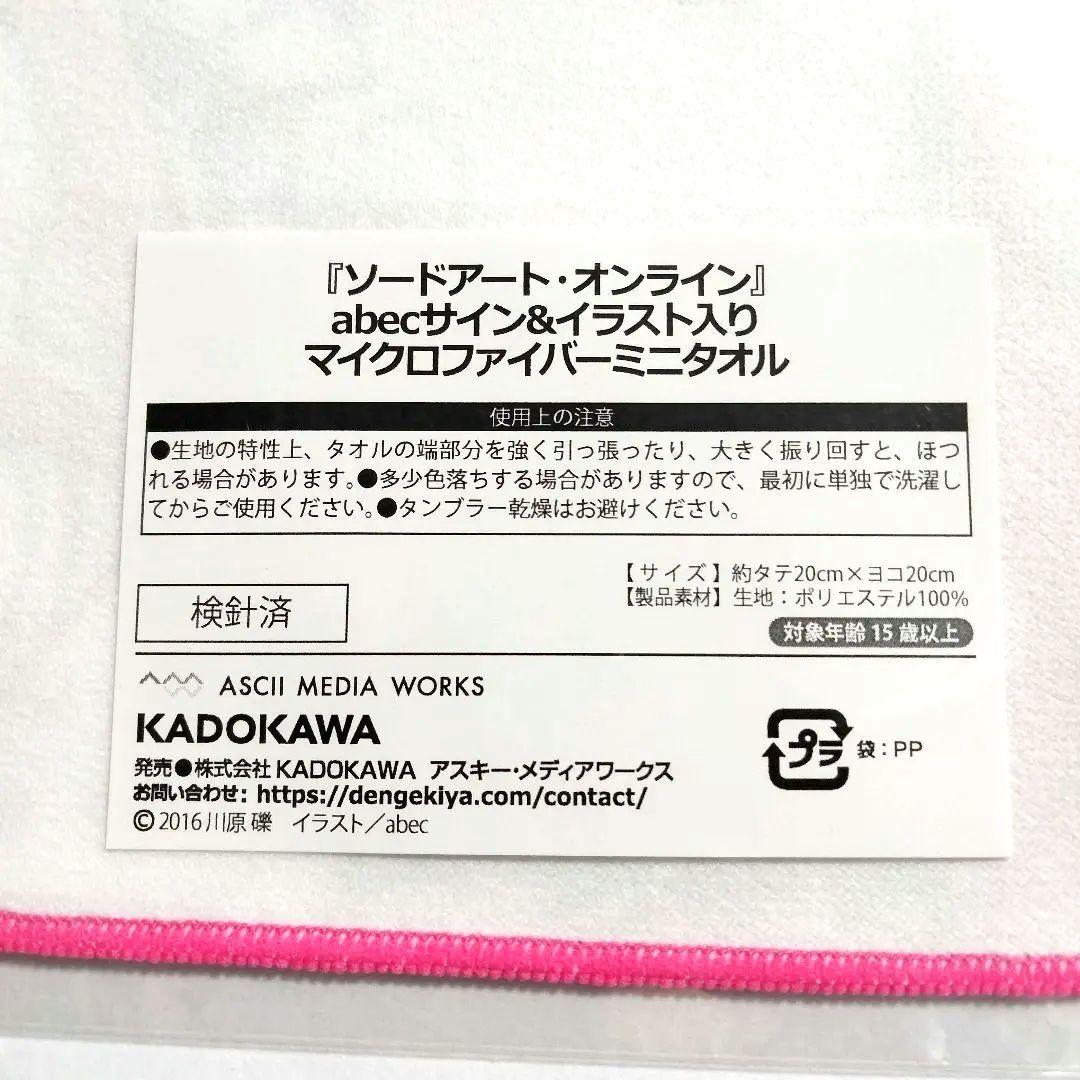 『ソードアート・オンライン』
abecサイン&イラスト入り
マイクロファイバーミニタオル
使用上の注意
●生地の特性上、タオルの端部分を強く引っ張ったり、大きく振り回すと、ほつ
れる場合があります。●多少色落ちする場合がありますので、最初に単独で洗濯し
てからご使用ください。●タンブラー乾燥はお避けください。
【サイズ】約タテ20cm×ヨコ20cm
【製品素材】生地：ポリエステル100%
検針済
対象年齢15歳以上
ASCII MEDIA WORKS
KADOKAWA
発売●株式会社KADOKAWA アスキー・メディアワークス
お問い合わせ: https://dengekiya.com/contact/
©2016 川原 礫 イラスト／abec
プラ
袋：PP